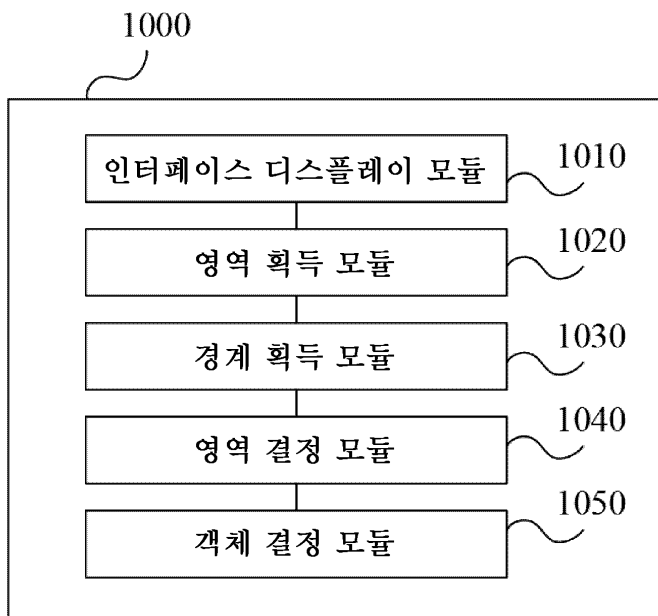 1000
인터페이스 디스플레이 모듈
1010
영역 획득 모듈
1020
경계 획득 모듈
1030
영역 결정 모듈
1040
객체 결정 모듈
1050